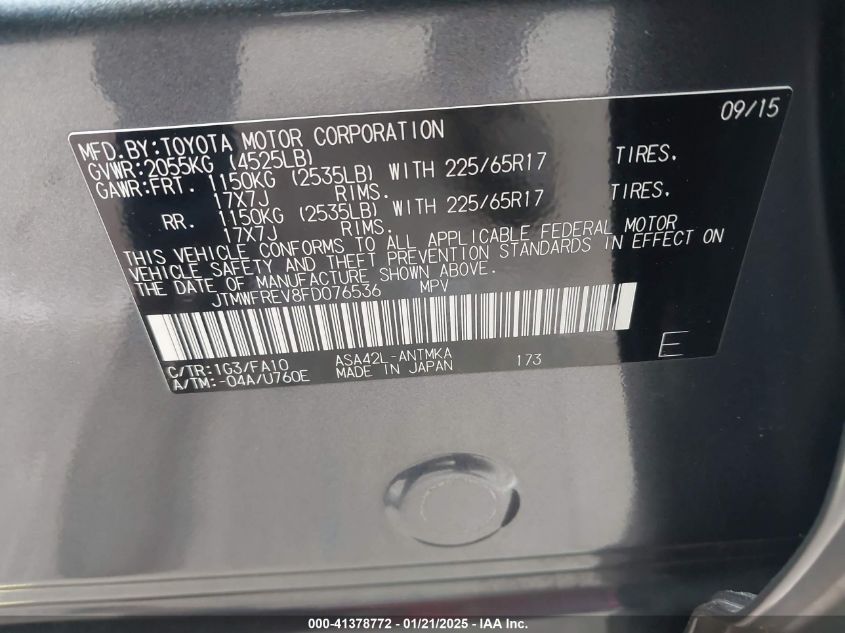 09/15
MFD.BY:TOYOTA MOTOR CORPORATION
GVWR:2055KG (4525LB)
GAWR:FRT. 1150KG (2535LB) WITH 225/65R17 TIRES.
17X7J RIMS.
RR. 1150KG (2535LB) WITH 225/65R17 TIRES.
17X7J RIMS.
THIS VEHICLE CONFORMS TO ALL APPLICABLE FEDERAL MOTOR
VEHICLE SAFETY AND THEFT PREVENTION STANDARDS IN EFFECT ON
THE DATE OF MANUFACTURE SHOWN ABOVE.
JTMWFREV8FD076536 MPV
C/TR:1G3/FA10 ASA42L-ANTMKA 173 E
A/TM:-04A/U760E MADE IN JAPAN
000-41378772 — 01/21/2025 — IAA Inc.